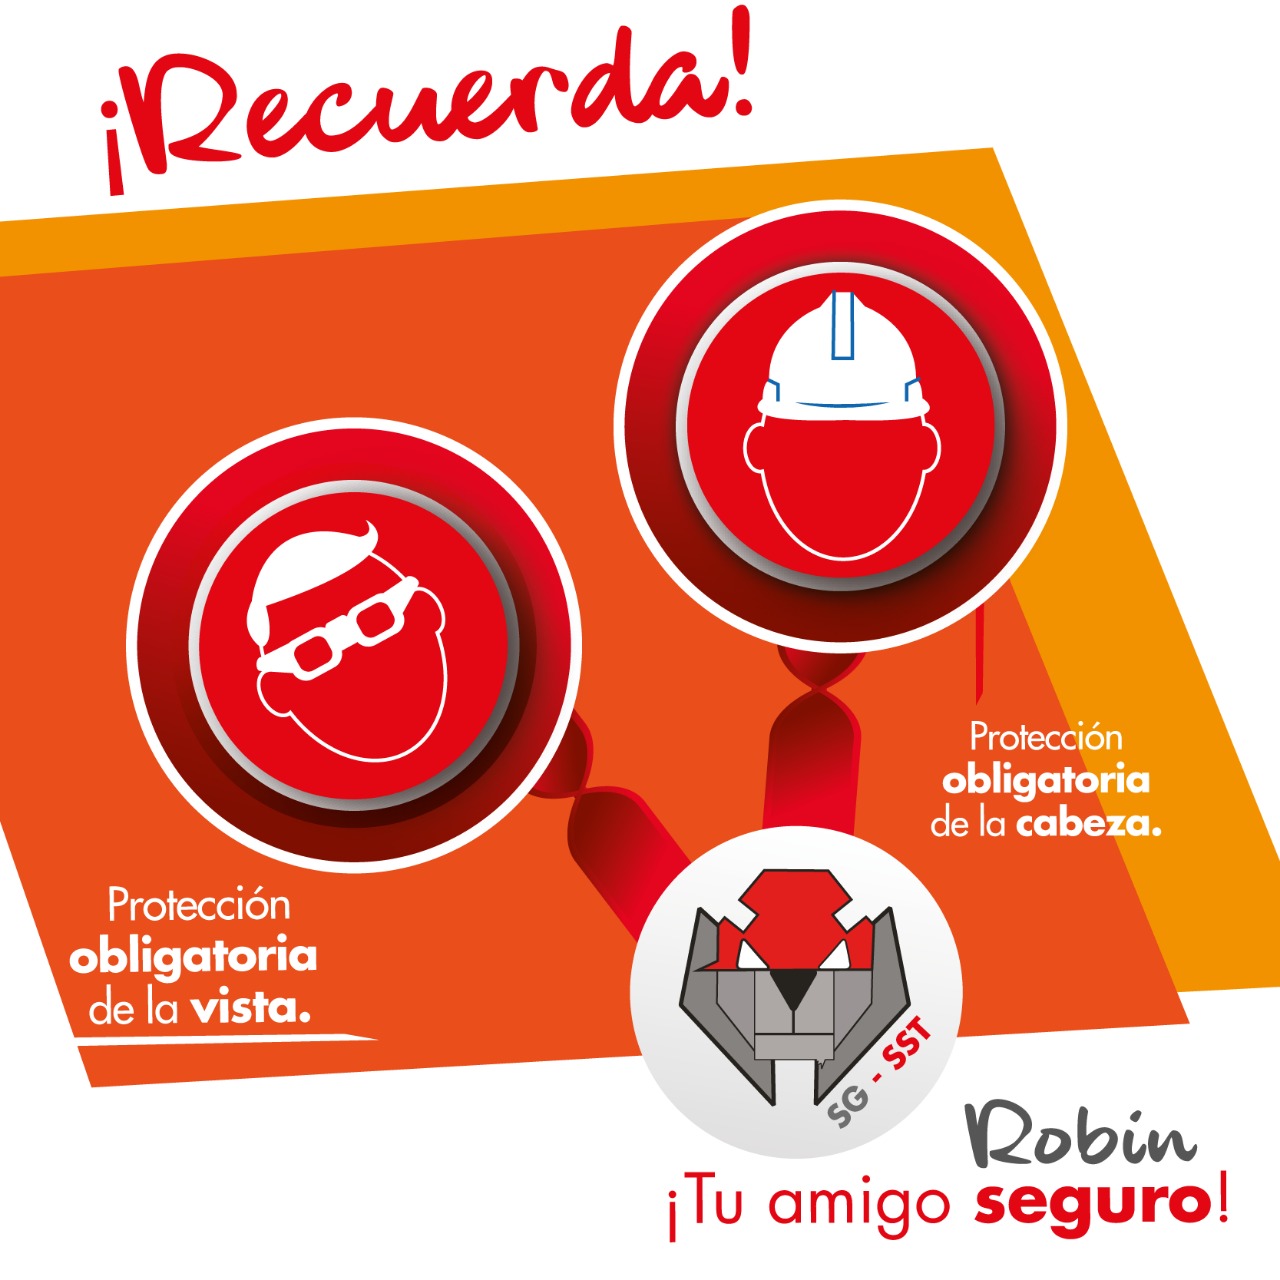 ¡Recuerda!
Protección
obligatoria
de la cabeza.
Protección
obligatoria
de la vista.
SG - SST
Robin
¡Tu amigo seguro!